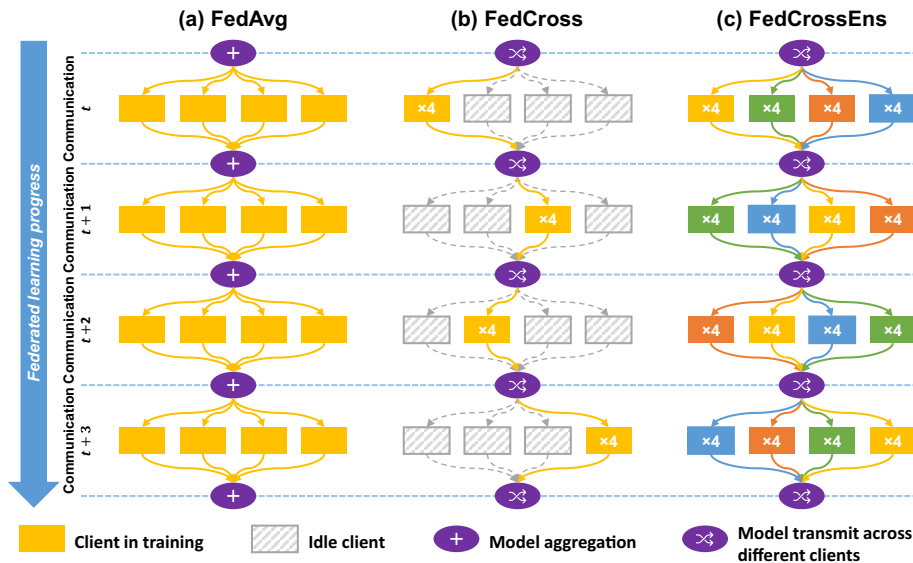 (a) FedAvg
(b) FedCross
(c) FedCrossEns
Federated learning progress
Communication
t
×4
×4 ×4 ×4 ×4
Communication
t + 1
×4
×4 ×4 ×4 ×4
Communication
t+2
×4
×4 ×4 ×4 ×4
Communication
t + 3
×4
×4 ×4 ×4 ×4
Communication
Client in training
Idle client
Model aggregation
Model transmit across
different clients